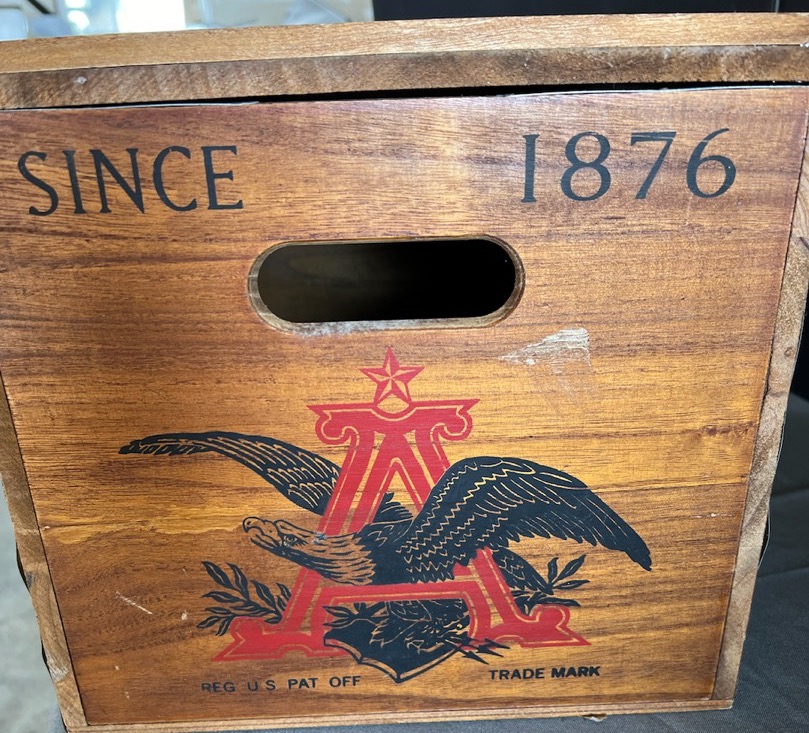 SINCE 1876
A
REG U S PAT OFF TRADE MARK